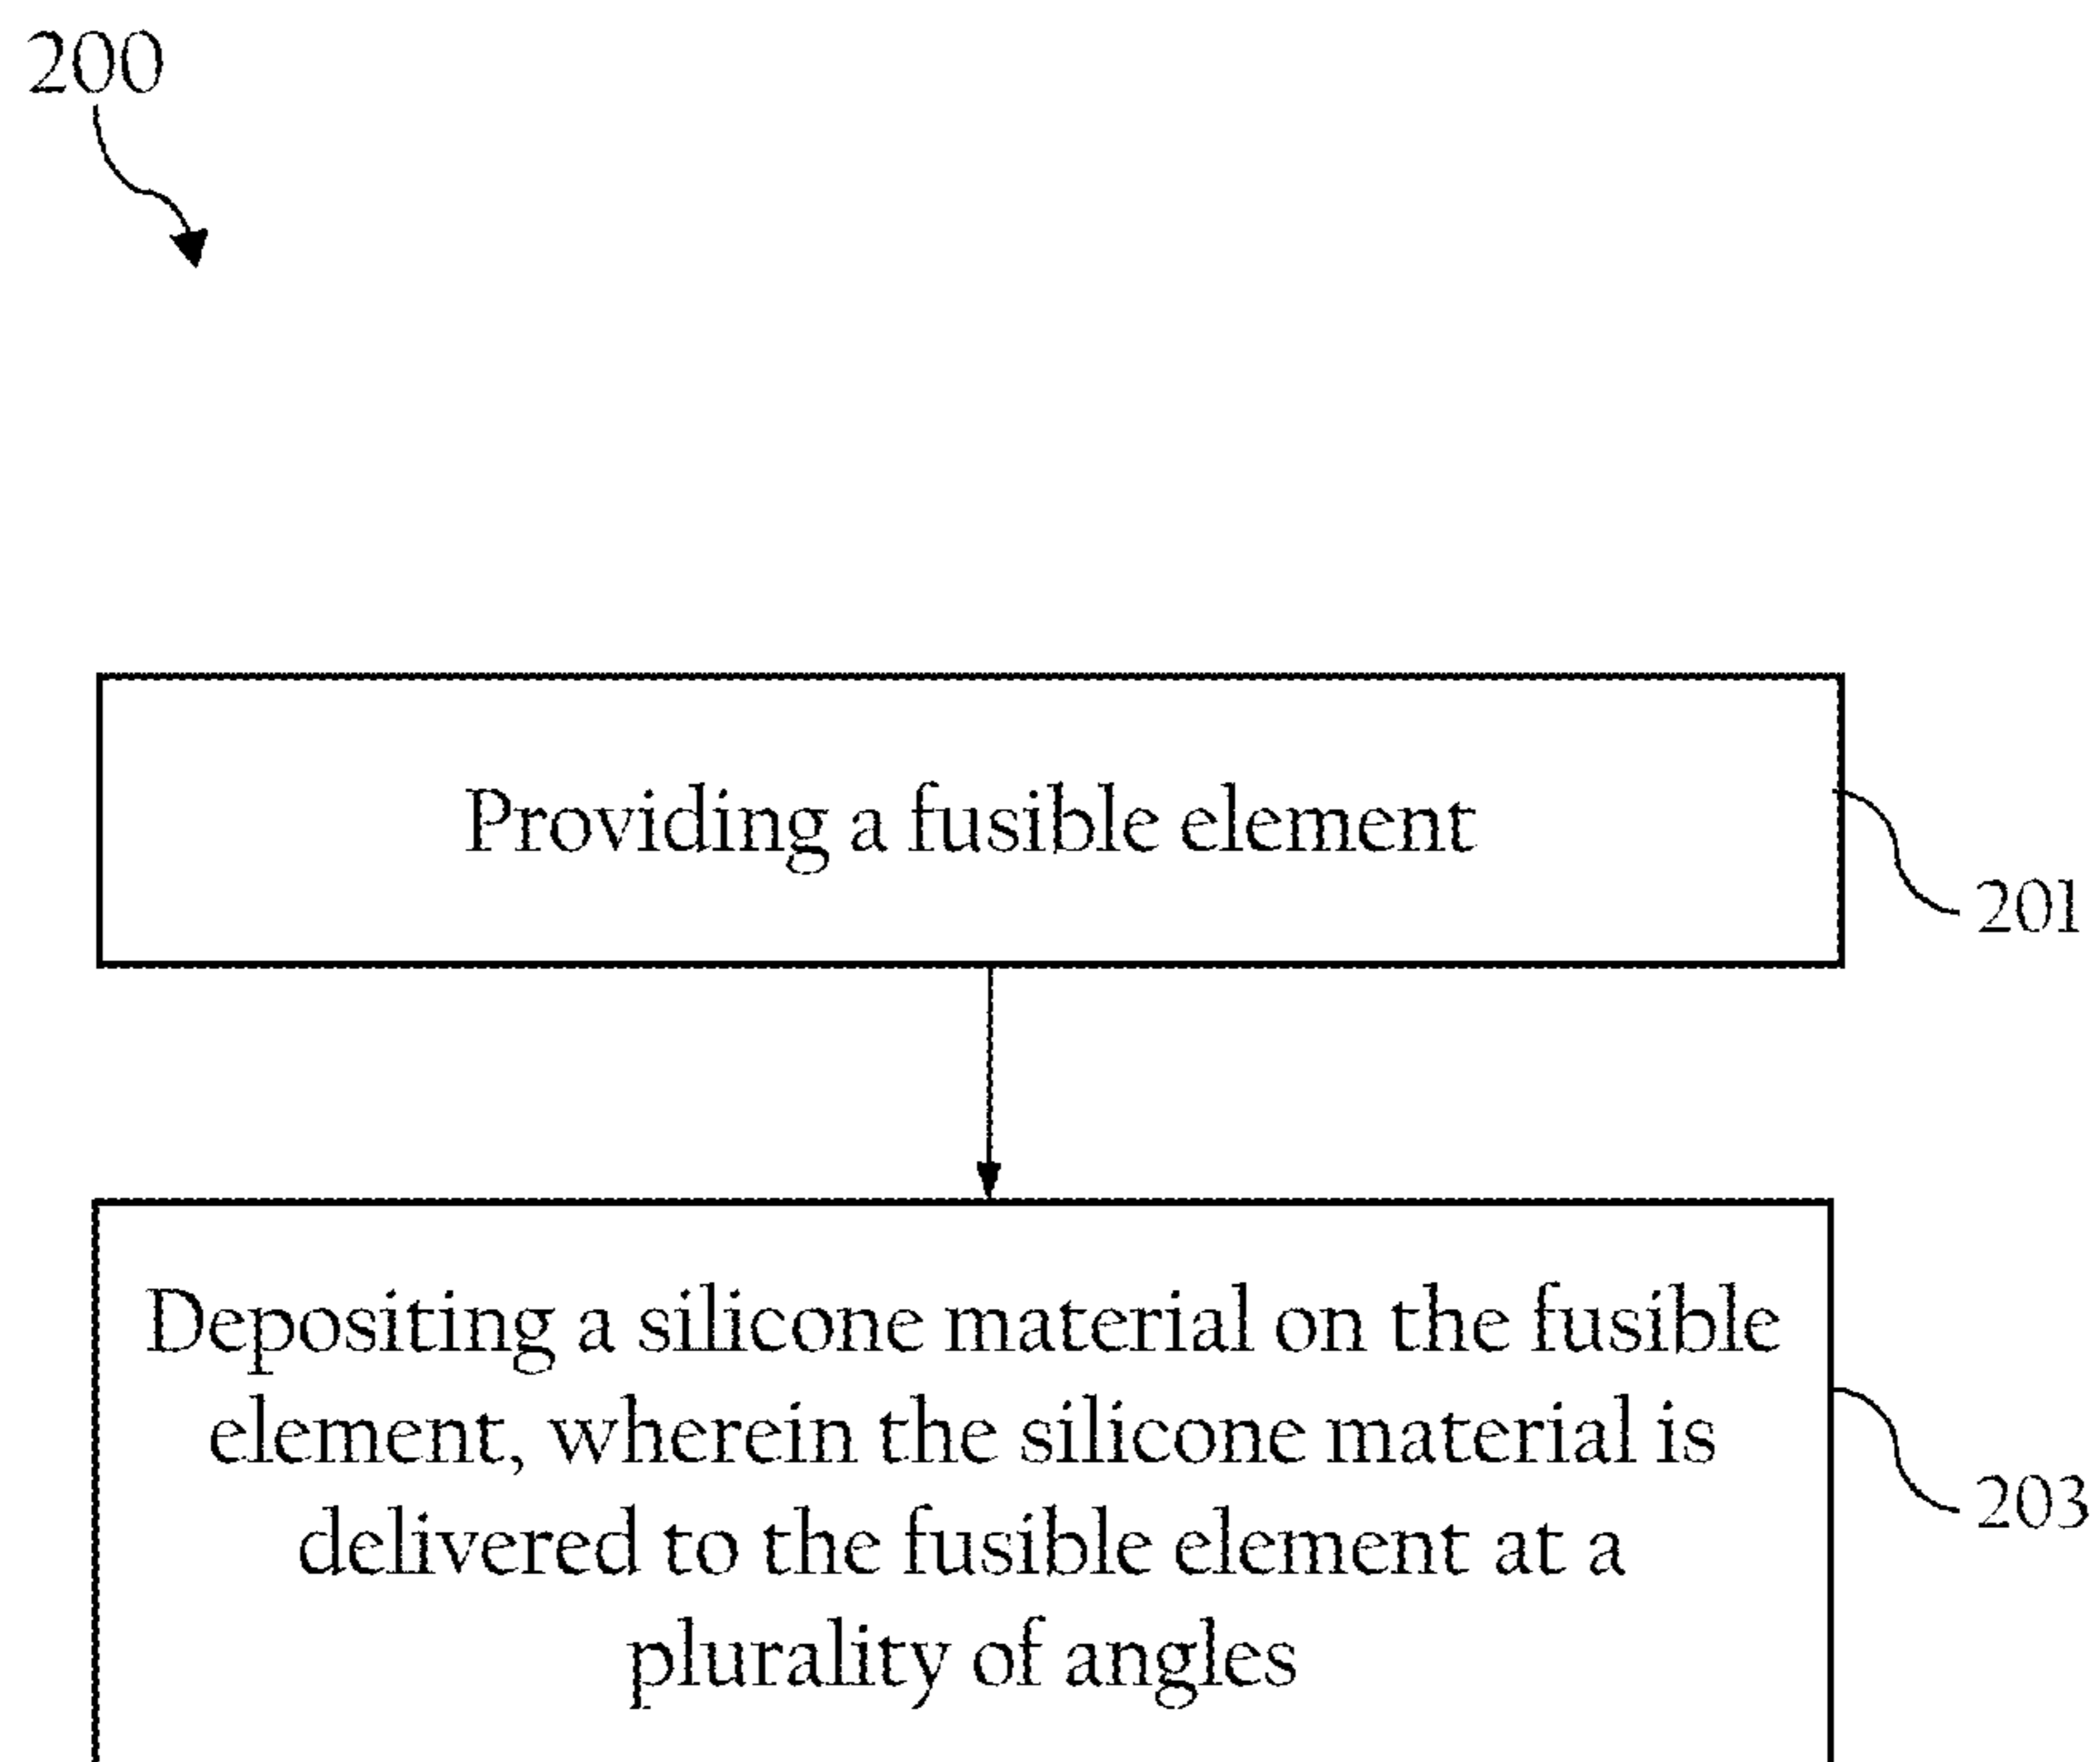 200
Providing a fusible element
201
Depositing a silicone material on the fusible
element, wherein the silicone material is
delivered to the fusible element at a
plurality of angles
203